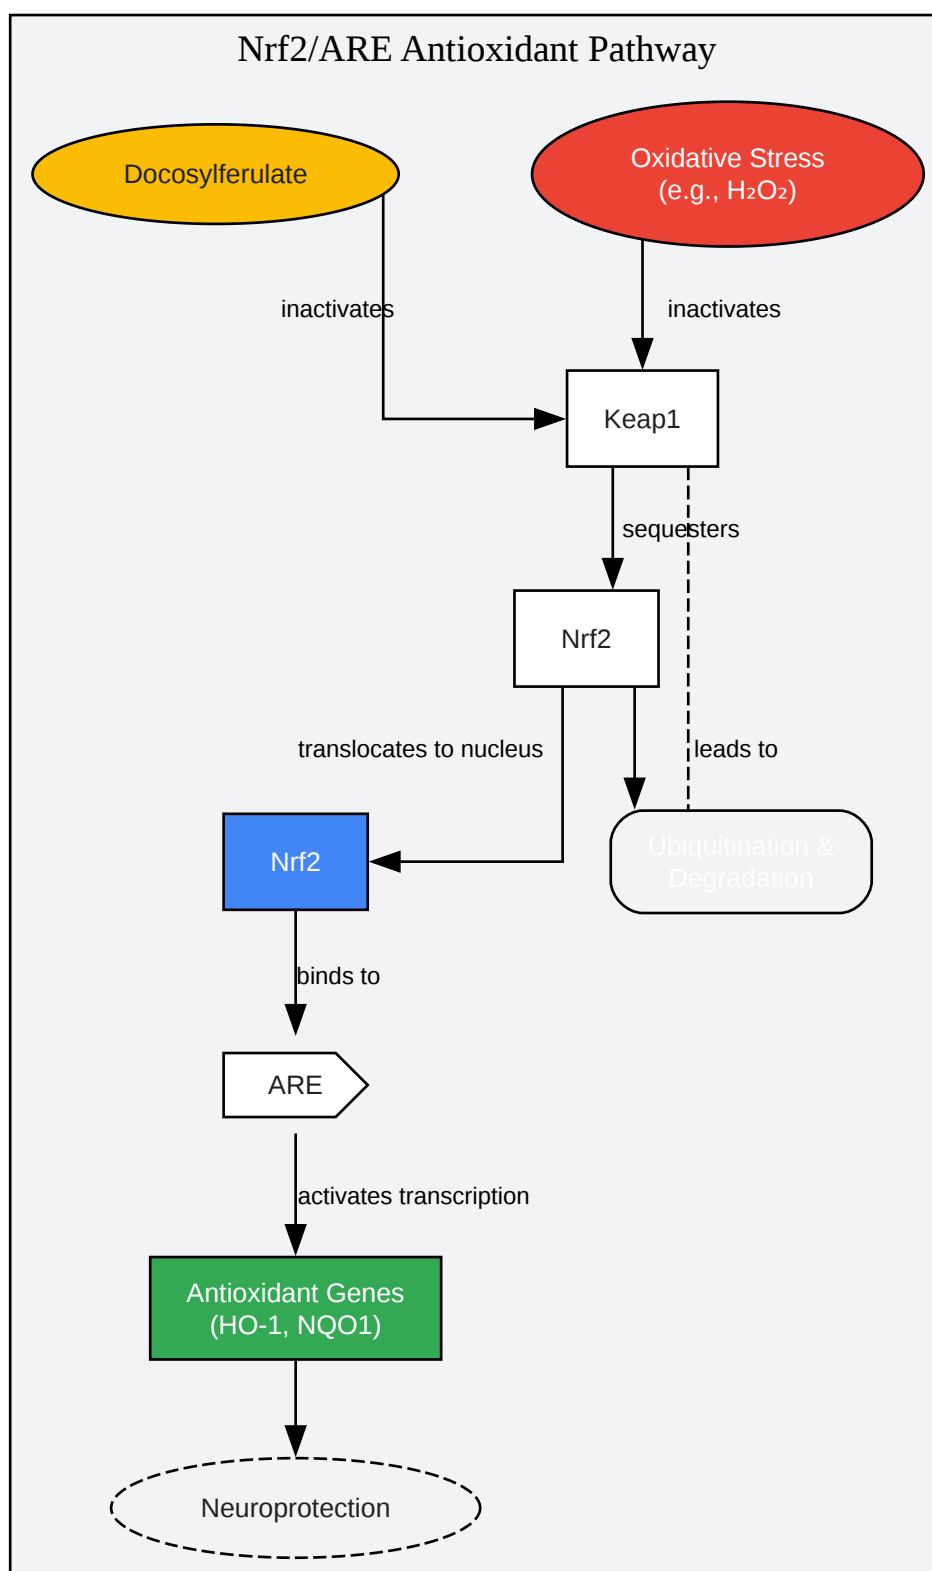 Nrf2/ARE Antioxidant Pathway
Docosylferulate
Oxidative Stress
(e.g., H₂O₂)
inactivates
inactivates
Keap1
sequesters
Nrf2
translocates to nucleus
leads to
Nrf2
Ubiquitination &
Degradation
binds to
ARE
activates transcription
Antioxidant Genes
(HO-1, NQO1)
Neuroprotection